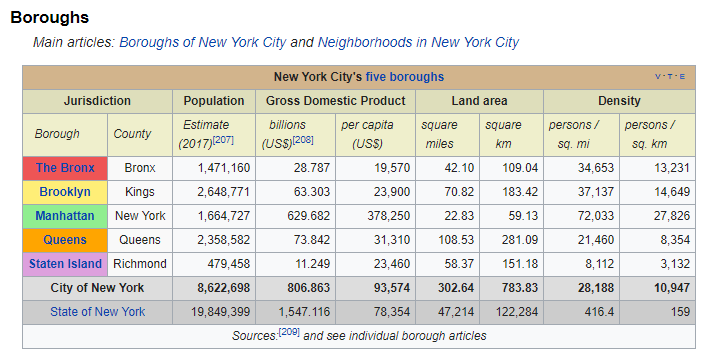 Boroughs
Main articles: Boroughs of New York City and Neighborhoods in New York City
New York City's five boroughs V·T·E
Jurisdiction Population Gross Domestic Product Land area Density
Borough County Estimate (2017)[207] billions (US$)[208] per capita (US$) square miles square km persons / sq. mi persons / sq. km
The Bronx Bronx 1,471,160 28.787 19,570 42.10 109.04 34,653 13,231
Brooklyn Kings 2,648,771 63.303 23,900 70.82 183.42 37,137 14,649
Manhattan New York 1,664,727 629.682 378,250 22.83 59.13 72,033 27,826
Queens Queens 2,358,582 73.842 31,310 108.53 281.09 21,460 8,354
Staten Island Richmond 479,458 11.249 23,460 58.37 151.18 8,112 3,132
City of New York 8,622,698 806.863 93,574 302.64 783.83 28,188 10,947
State of New York 19,849,399 1,547.116 78,354 47,214 122,284 416.4 159
Sources:[209] and see individual borough articles